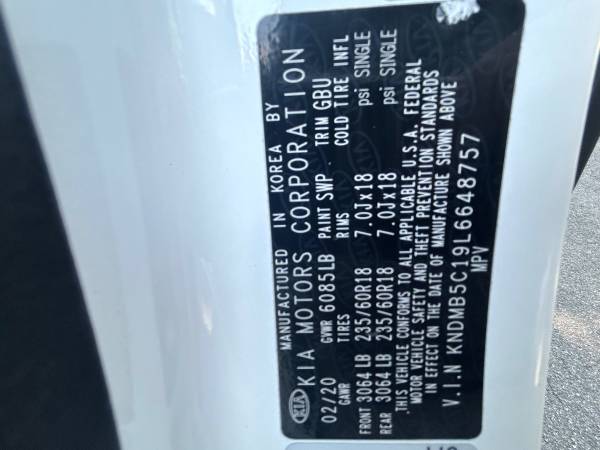 MANUFACTURED IN KOREA BY
KIA KIA MOTORS CORPORATION
02/20 GVWR 6085LB PAINT SWP TRIM GBU
GAWR TIRES RIMS COLD TIRE INFL
FRONT 3064 LB 235/60R18 7.0Jx18 psi SINGLE
REAR 3064 LB 235/60R18 7.0Jx18 psi SINGLE
THIS VEHICLE CONFORMS TO ALL APPLICABLE U.S.A. FEDERAL
MOTOR VEHICLE SAFETY AND THEFT PREVENTION STANDARDS
IN EFFECT ON THE DATE OF MANUFACTURE SHOWN ABOVE
V.I.N KNDMB5C19L6648757
MPV